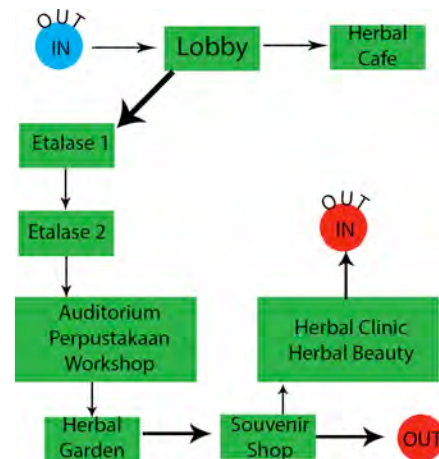 OUT
IN
Lobby
Herbal
Cafe
Etalase 1
Etalase 2
OUT
IN
Auditorium
Perpustakaan
Workshop
Herbal Clinic
Herbal Beauty
Herbal
Garden
Souvenir
Shop
OUT